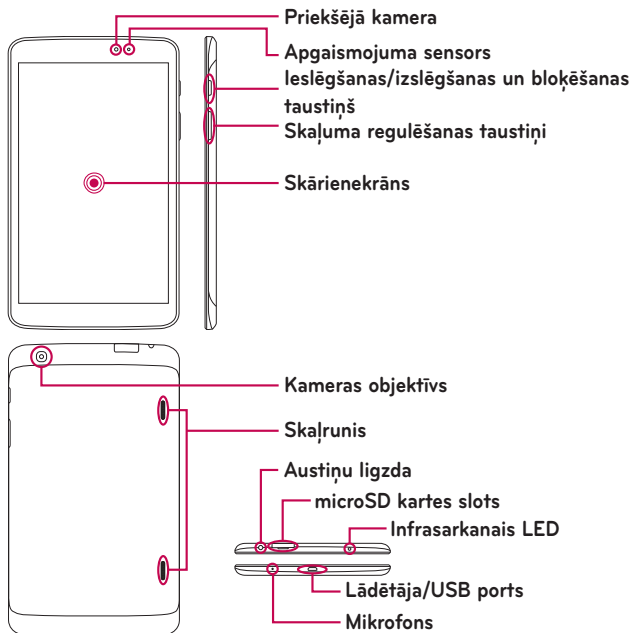 Priekšējā kamera
Apgaismojuma sensors
Ieslēgšanas/izslēgšanas un bloķēšanas
taustiņš
Skaļuma regulēšanas taustiņi
Skārienekrāns
Kameras objektīvs
Skaļrunis
Austiņu ligzda
microSD kartes slots
Infrasarkanais LED
Lādētāja/USB ports
Mikrofons